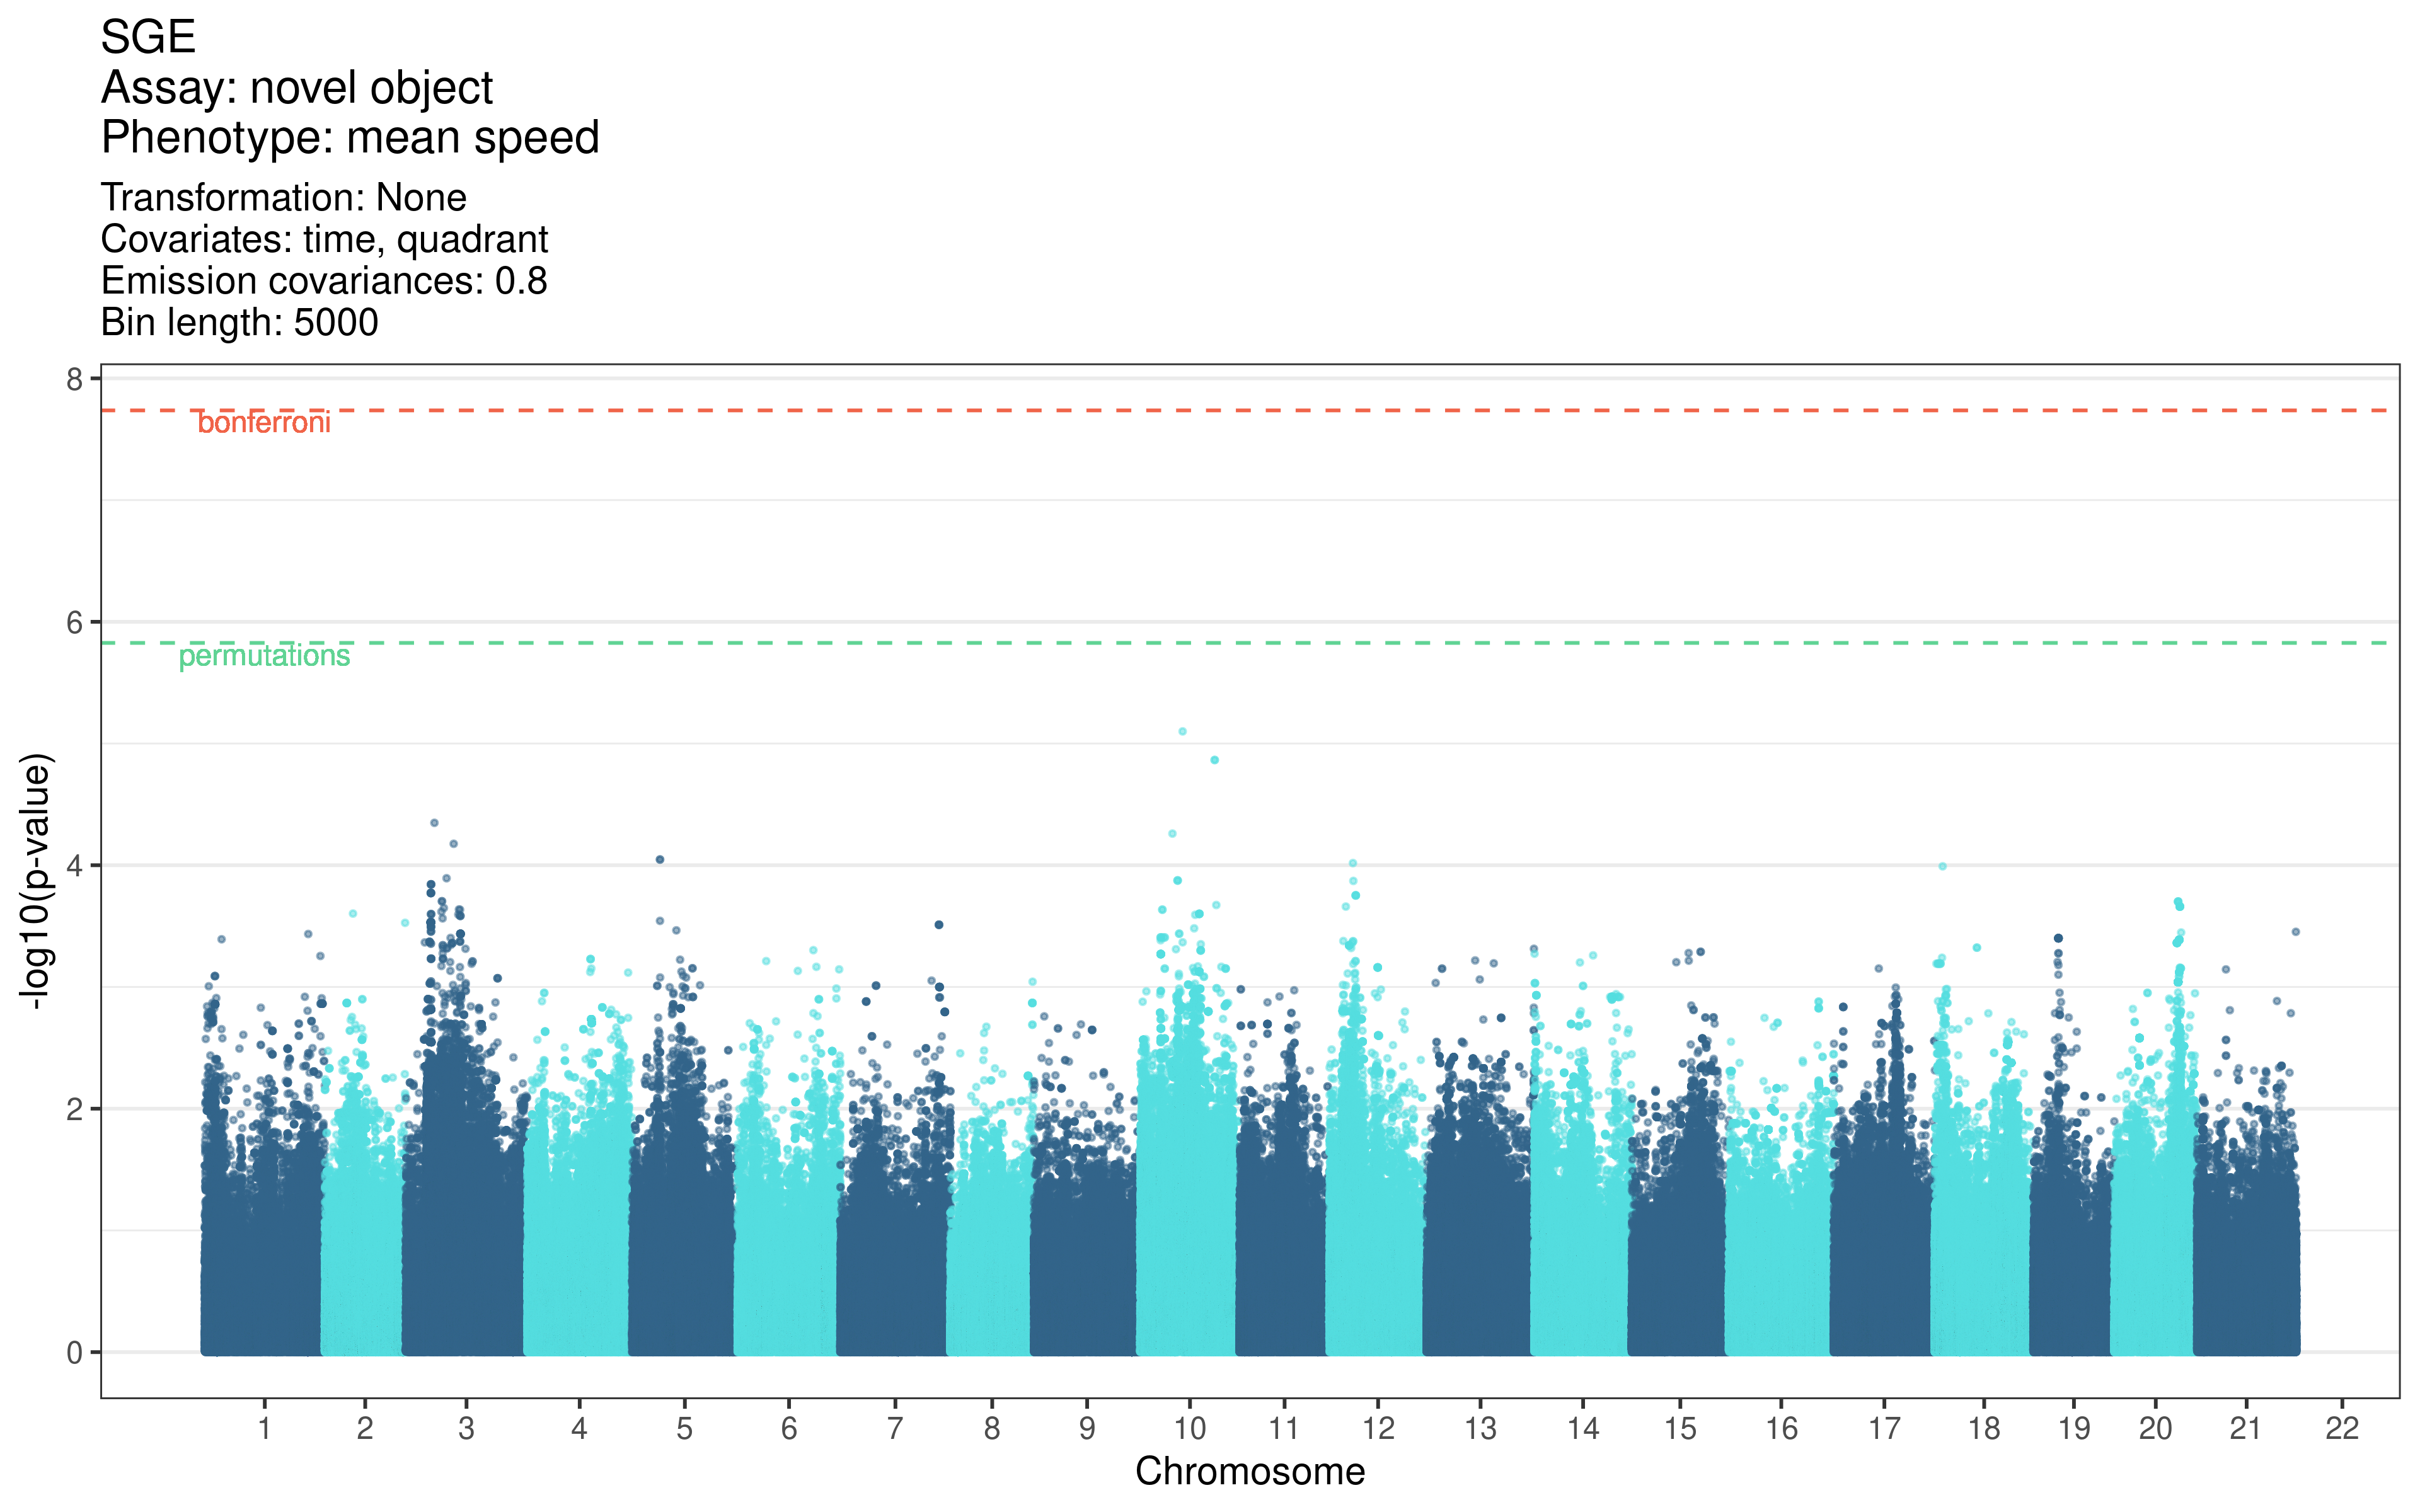 SGE
Assay: novel object
Phenotype: mean speed
Transformation: None
Covariates: time, quadrant
Emission covariances: 0.8
Bin length: 5000
8
bonferroni
6
permutations
-log10(p-value)
4
2
0
1 2 3 4 5 6 7 8 9 10 11 12 13 14 15 16 17 18 19 20 21 22
Chromosome